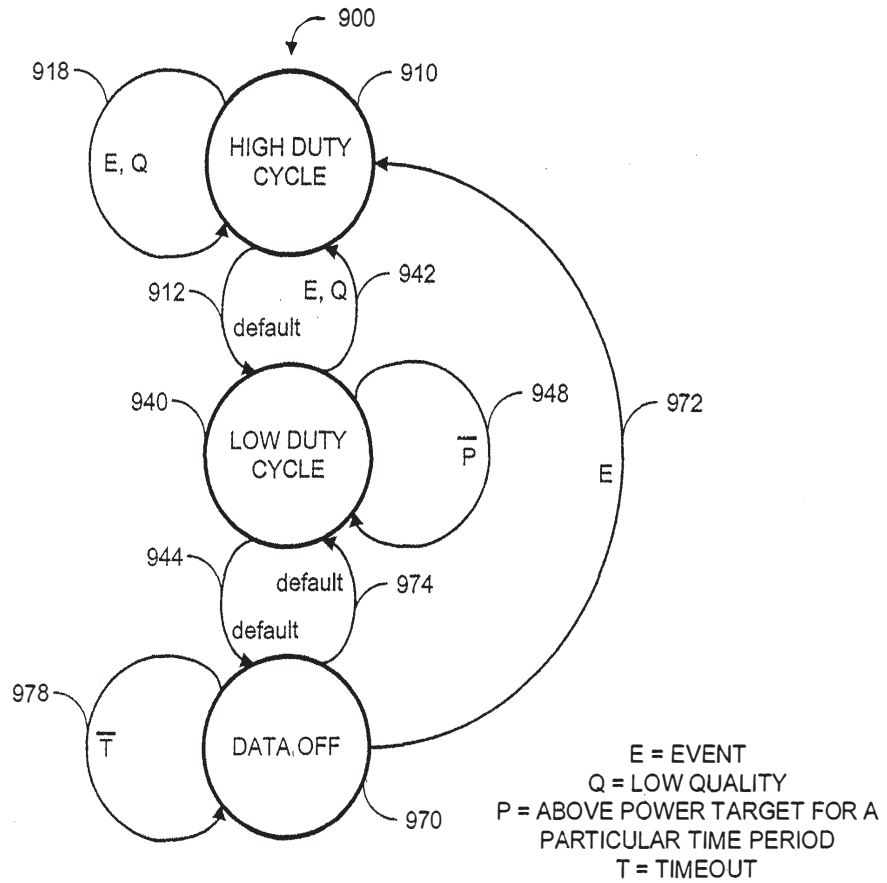 900
918
910
HIGH DUTY
CYCLE
E, Q
912
E, Q
942
default
940
948
972
LOW DUTY
CYCLE
P̅
E
944
default
974
default
978
T̅
DATA OFF
970
E = EVENT
Q = LOW QUALITY
P = ABOVE POWER TARGET FOR A
PARTICULAR TIME PERIOD
T = TIMEOUT